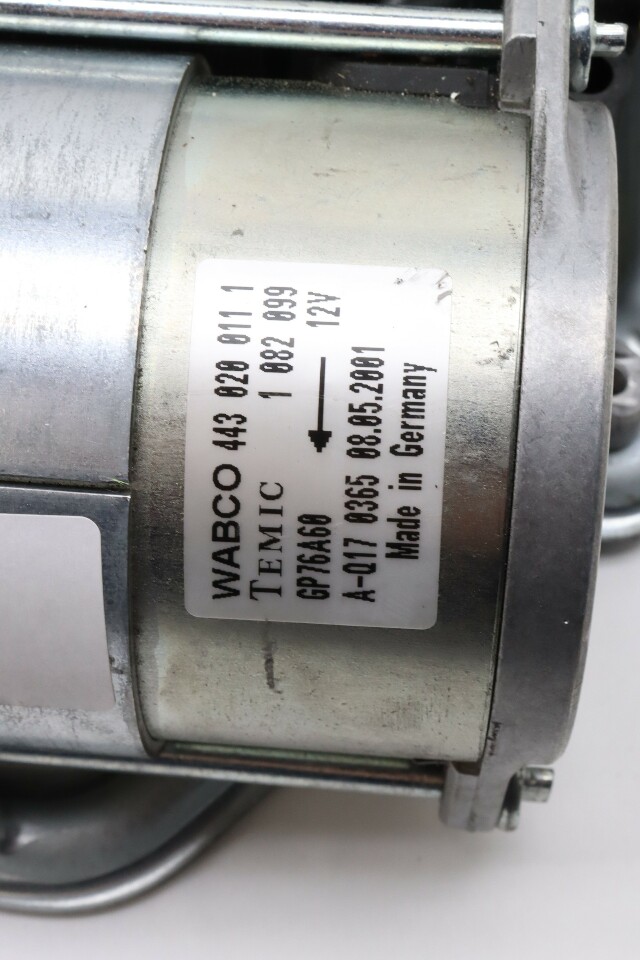 WABCO 443 020 011 1
TEMIC 1 082 099
GP76A60 12V
A-Q17 0365 08.05.2001
Made in Germany